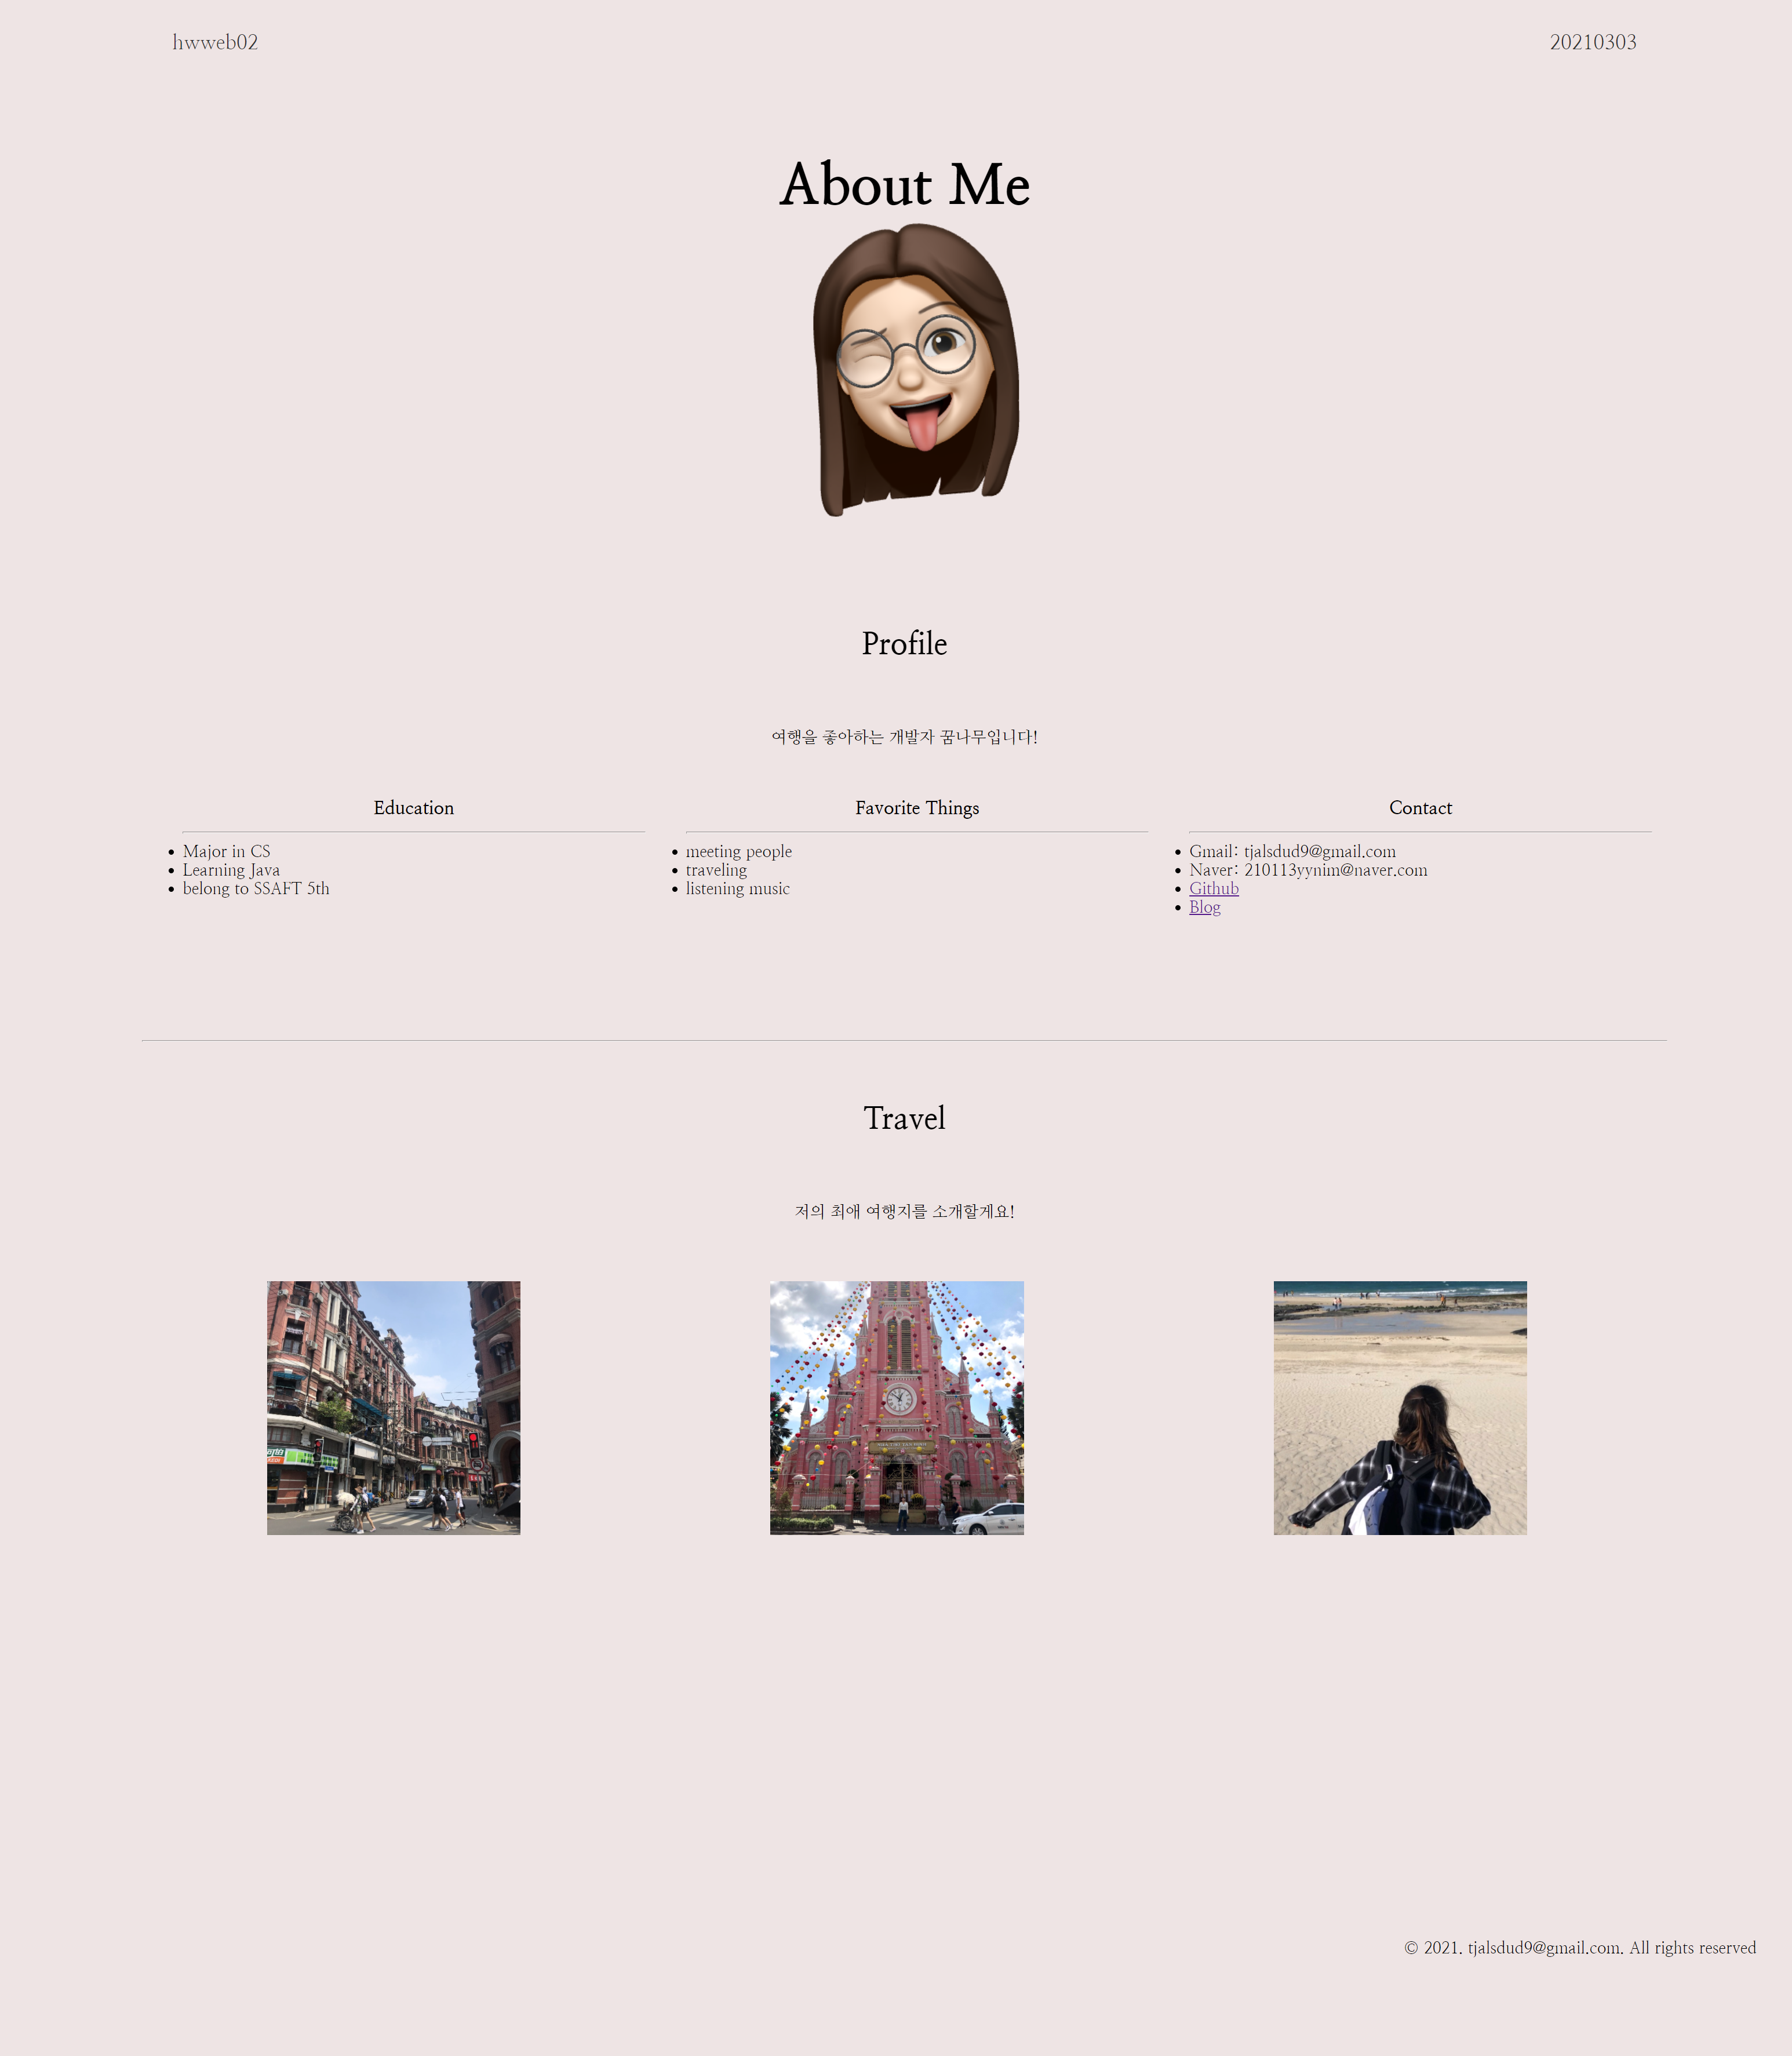 hwweb02
20210303
About Me
Profile
여행을 좋아하는 개발자 꿈나무입니다!
Education
Major in CS
Learning Java
belong to SSAFT 5th
Favorite Things
meeting people
traveling
listening music
Contact
Gmail: tjalsdud9@gmail.com
Naver: 210113yynim@naver.com
Github
Blog
Travel
저의 최애 여행지를 소개할게요!
© 2021. tjalsdud9@gmail.com. All rights reserved